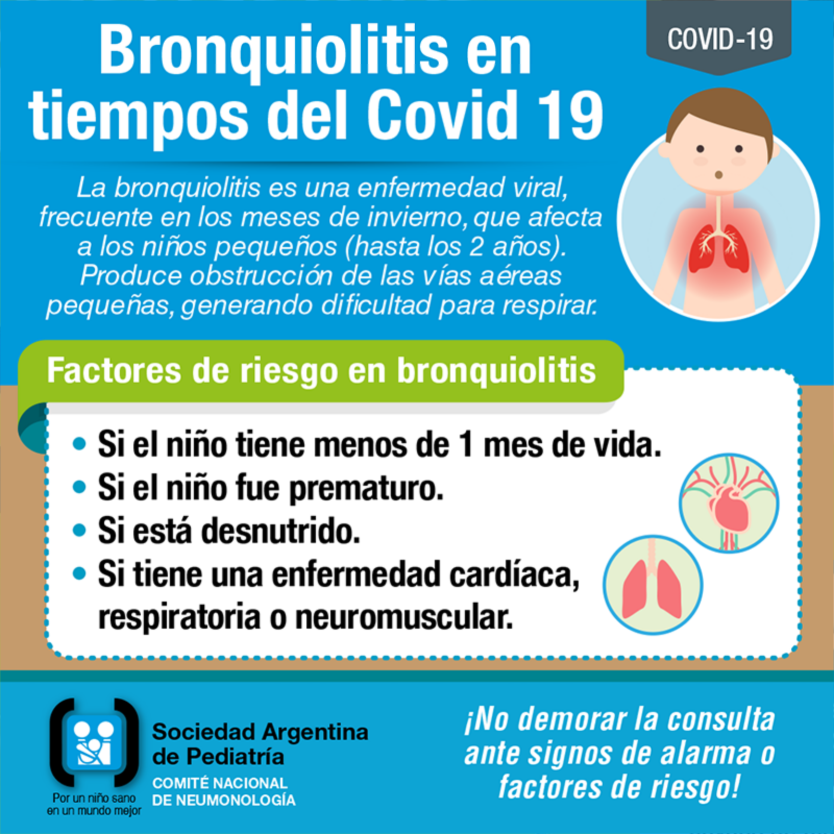 COVID-19
Bronquiolitis en
tiempos del Covid 19
La bronquiolitis es una enfermedad viral,
frecuente en los meses de invierno, que afecta
a los niños pequeños (hasta los 2 años).
Produce obstrucción de las vías aéreas
pequeñas, generando dificultad para respirar.
Factores de riesgo en bronquiolitis
• Si el niño tiene menos de 1 mes de vida.
• Si el niño fue prematuro.
• Si está desnutrido.
• Si tiene una enfermedad cardíaca,
respiratoria o neuromuscular.
Sociedad Argentina
de Pediatría
COMITÉ NACIONAL
DE NEUMONOLOGÍA
Por un niño sano
en un mundo mejor
¡No demorar la consulta
ante signos de alarma o
factores de riesgo!